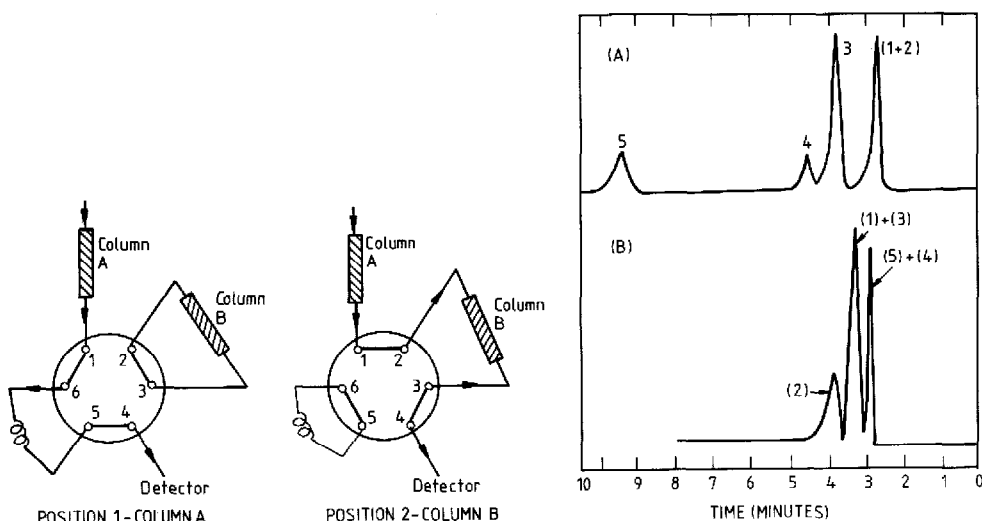 Column
A
Column
B
1
2
3
4
5
6
Detector
POSITION 1-COLUMN A
Column
A
Column
B
1
2
3
4
5
6
Detector
POSITION 2-COLUMN B
(A)
3
(1+2)
5
4
(B)
(1)+(3)
(5)+(4)
(2)
10 9 8 7 6 5 4 3 2 1 0
TIME (MINUTES)